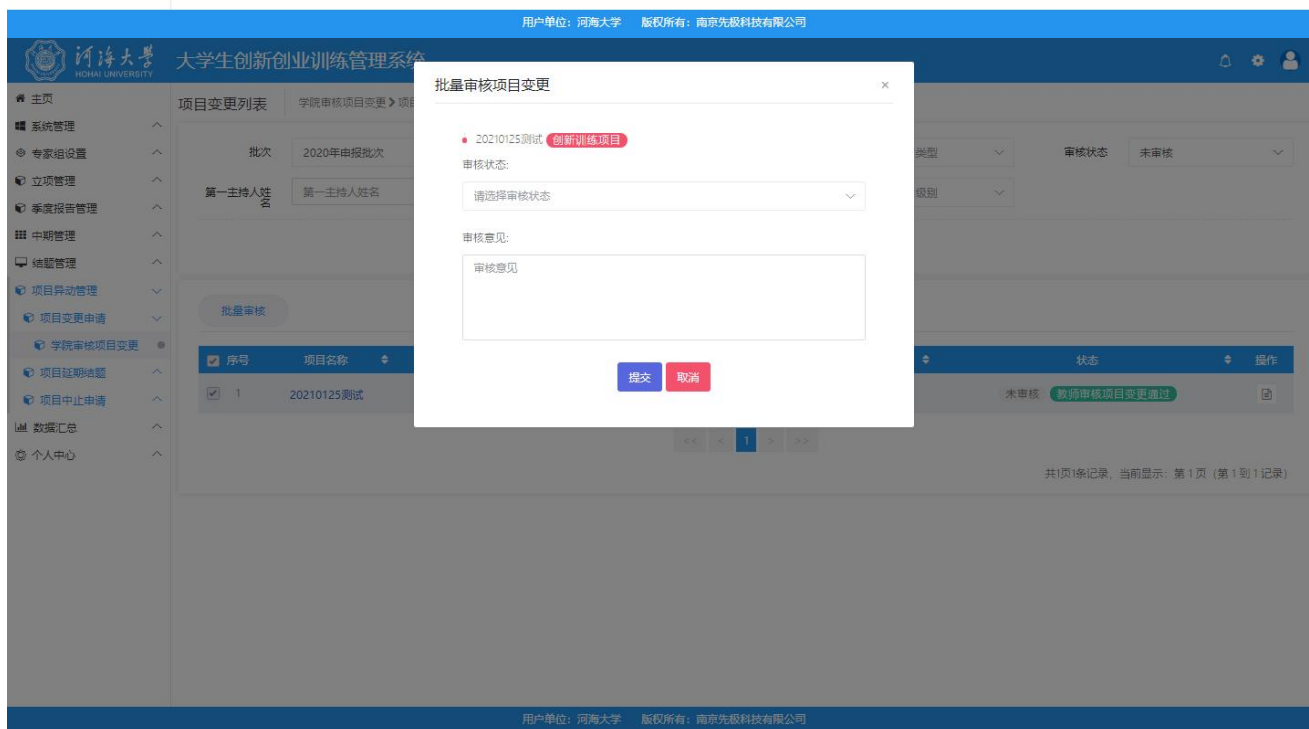 用户单位：河海大学 版权所有：南京先极科技有限公司
河海大学
HOHAI UNIVERSITY
大学生创新创业训练管理系统
主页
系统管理
专家组设置
立项管理
季度报告管理
中期管理
结题管理
项目异动管理
项目变更申请
学院审核项目变更
项目延期结题
项目中止申请
数据汇总
个人中心
项目变更列表 学院审核项目变更 项目
批次 2020年申报批次 类型 审核状态 未审核
第一主持人姓名 第一主持人姓名 级别
批量审核
序号 项目名称 状态 操作
1 20210125测试 未审核 教师审核项目变更通过
<< < 1 > >>
共1页1条记录，当前显示：第 1 页（第 1 到 1 记录）
批量审核项目变更 ×
20210125测试 创新训练项目
审核状态:
请选择审核状态
审核意见:
审核意见
提交 取消
用户单位：河海大学 版权所有：南京先极科技有限公司